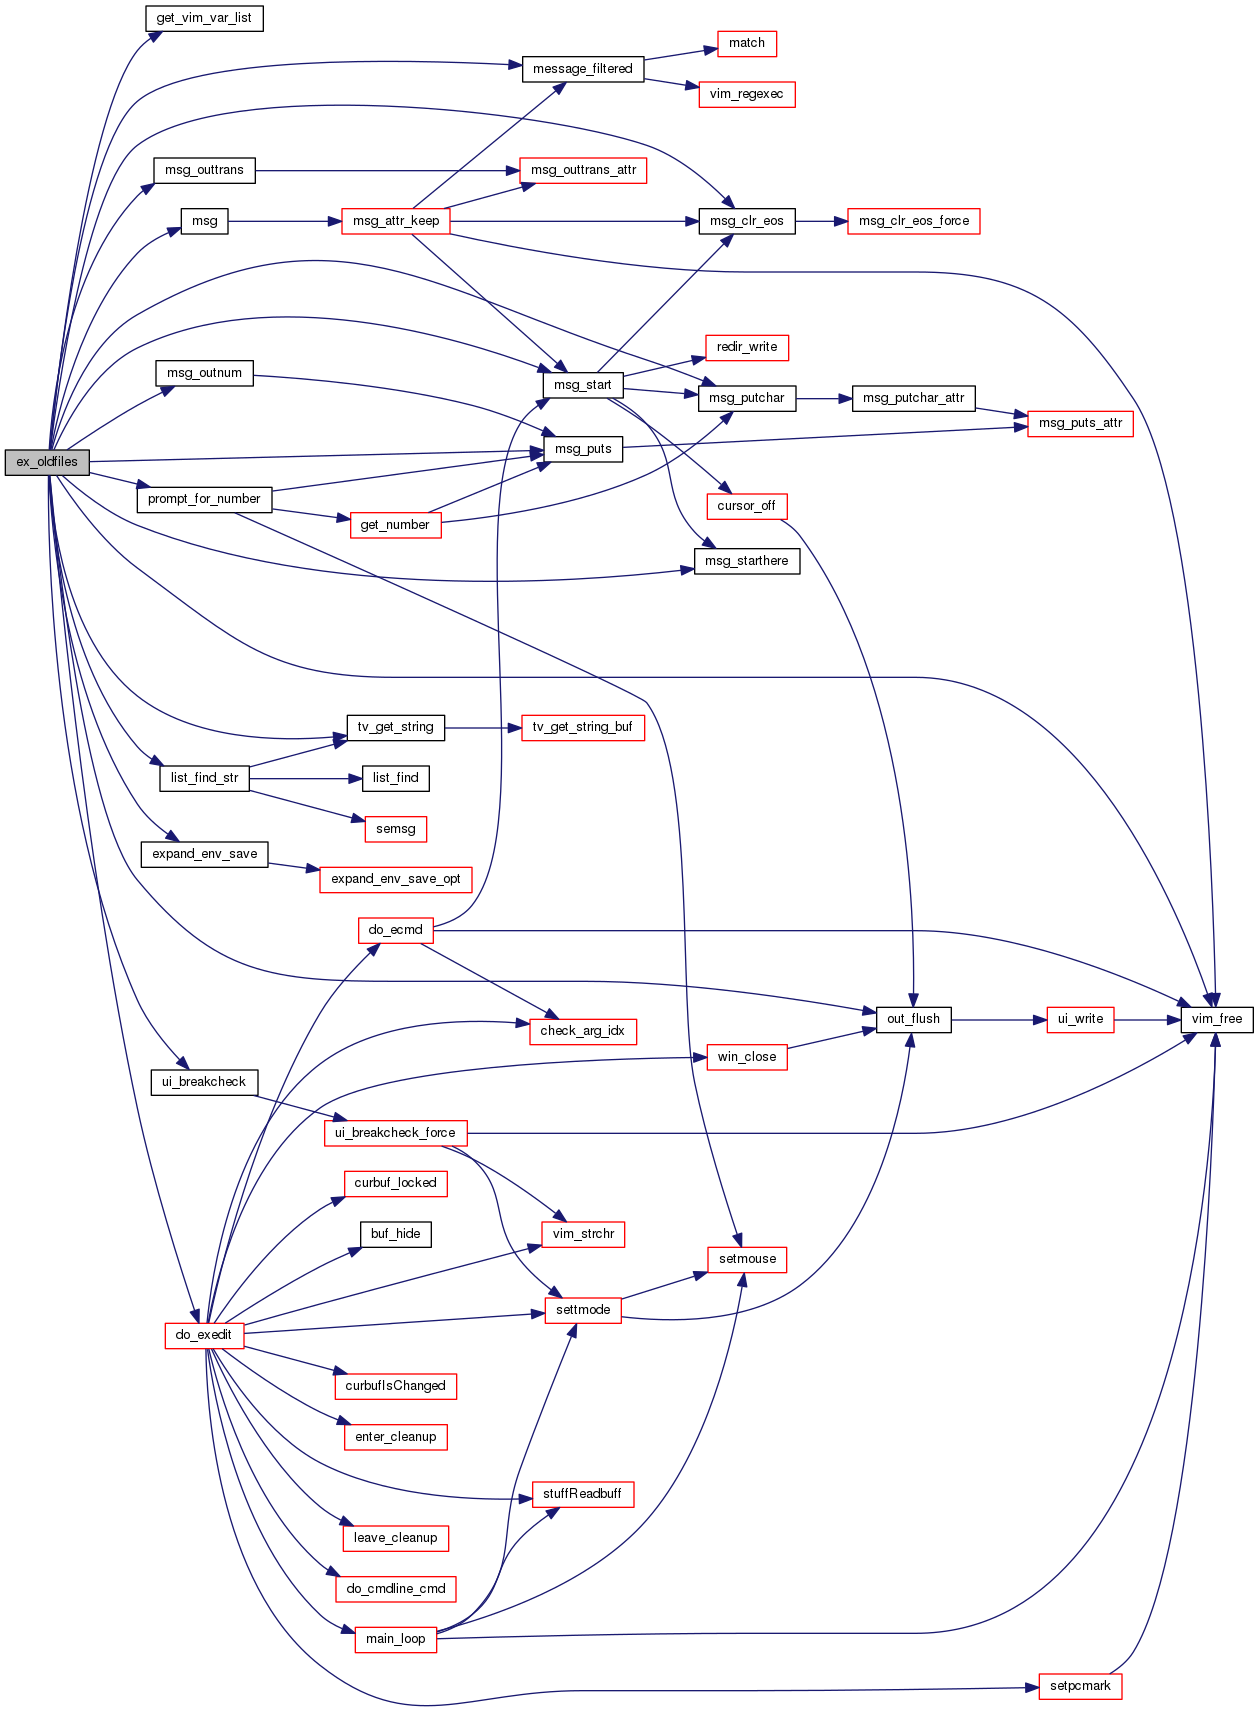 get_vim_var_list
match
message_filtered
vim_regexec
msg_outtrans
msg_outtrans_attr
msg
msg_attr_keep
msg_clr_eos
msg_clr_eos_force
redir_write
msg_outnum
msg_start
msg_putchar
msg_putchar_attr
msg_puts_attr
msg_puts
ex_oldfiles
prompt_for_number
get_number
cursor_off
msg_starthere
tv_get_string
tv_get_string_buf
list_find_str
list_find
semsg
expand_env_save
expand_env_save_opt
do_ecmd
check_arg_idx
out_flush
ui_write
vim_free
win_close
ui_breakcheck
ui_breakcheck_force
curbuf_locked
buf_hide
vim_strchr
setmouse
settmode
do_exedit
curbufIsChanged
enter_cleanup
stuffReadbuff
leave_cleanup
do_cmdline_cmd
main_loop
setpcmark